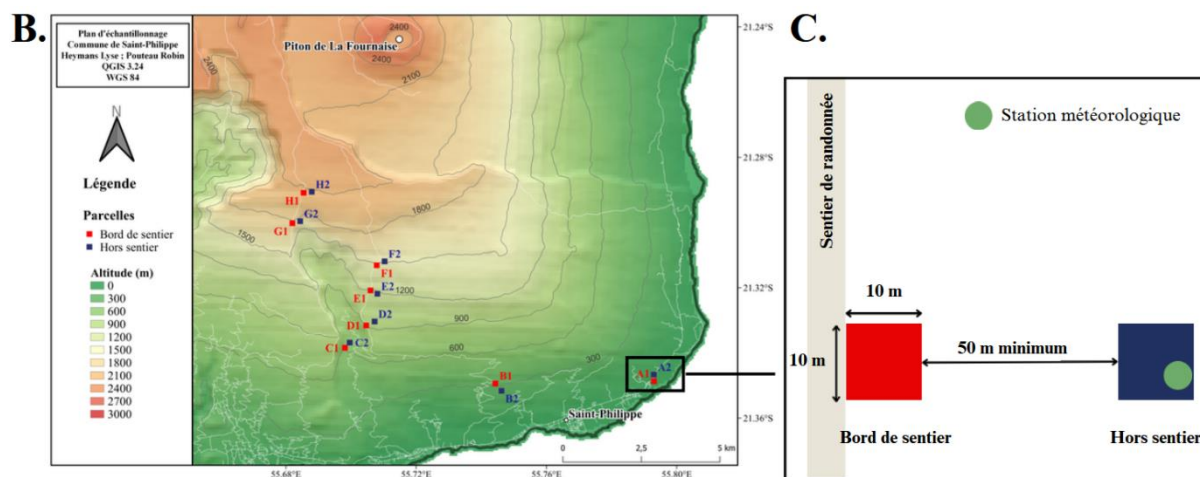 B.
Plan d'échantillonnage
Commune de Saint-Philippe
Heymans Lyse ; Pouteau Robin
QGIS 3.24
WGS 84
N
Légende
Parcelles
Bord de sentier
Hors sentier
Altitude (m)
0
300
600
900
1200
1500
1800
2100
2400
2700
3000
2400
Piton de La Fournaise
2400
2400
2100
H2
H1
G2
G1
1800
1500
F2
F1
E2
E1
1200
D2
D1
900
C2
C1
600
300
B1
B2
A1
A2
Saint-Philippe
0
2,5
5 km
21.24°S
21.28°S
21.32°S
21.36°S
55.68°E
55.72°E
55.76°E
55.80°E
C.
Sentier de randonnée
Station météorologique
10 m
10 m
50 m minimum
Bord de sentier
Hors sentier